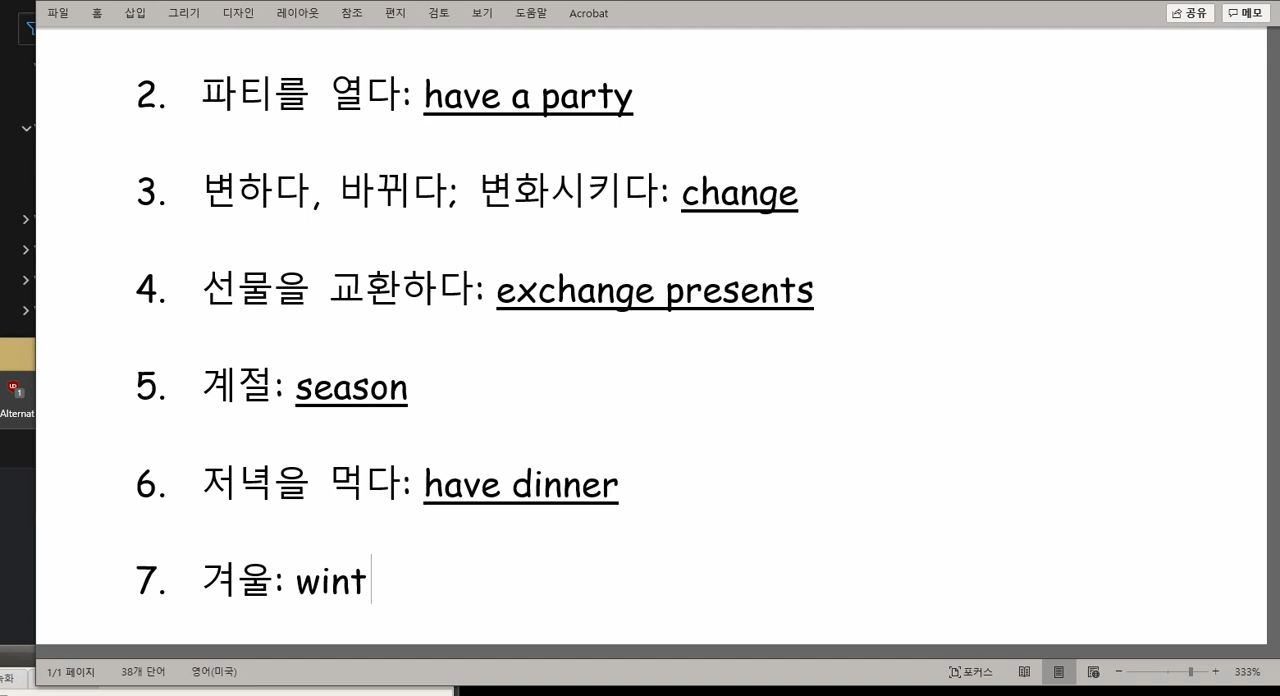 파일 홈 삽입 그리기 디자인 레이아웃 참조 편지 검토 보기 도움말 Acrobat 공유 메모
2. 파티를 열다: have a party
3. 변하다, 바뀌다; 변화시키다: change
4. 선물을 교환하다: exchange presents
5. 계절: season
6. 저녁을 먹다: have dinner
Alternat
7. 겨울: wint
1/1 페이지 38개 단어 영어(미국) 포커스 333%